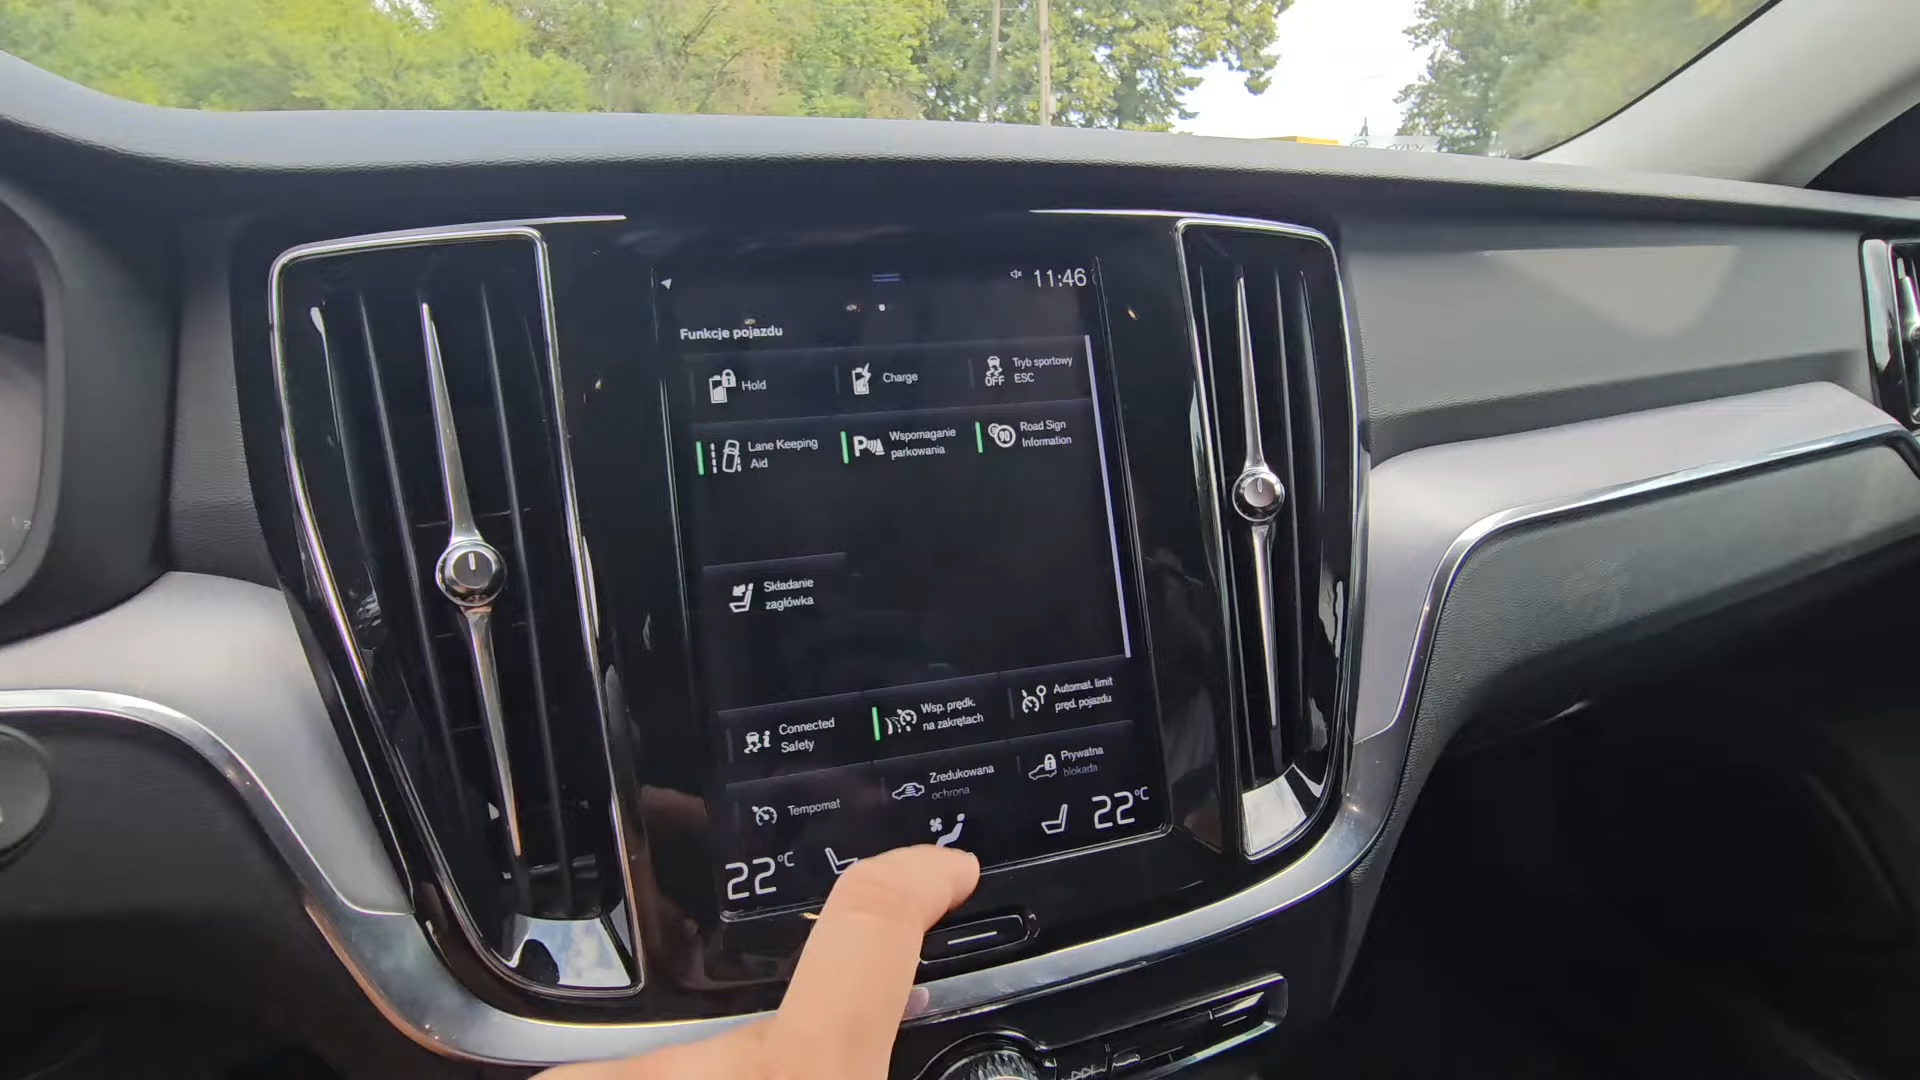 11:46
Funkcje pojazdu
Hold
Charge
Tryb sportowy
ESC
OFF
Lane Keeping
Aid
P
Wspomaganie
parkowania
90
Road Sign
Information
Składanie
zagłówka
Connected
Safety
Wsp. prędk.
na zakrętach
Automat. limit
pręd. pojazdu
Tempomat
Zredukowana
ochrona
Prywatna
blokada
22°C
22°C